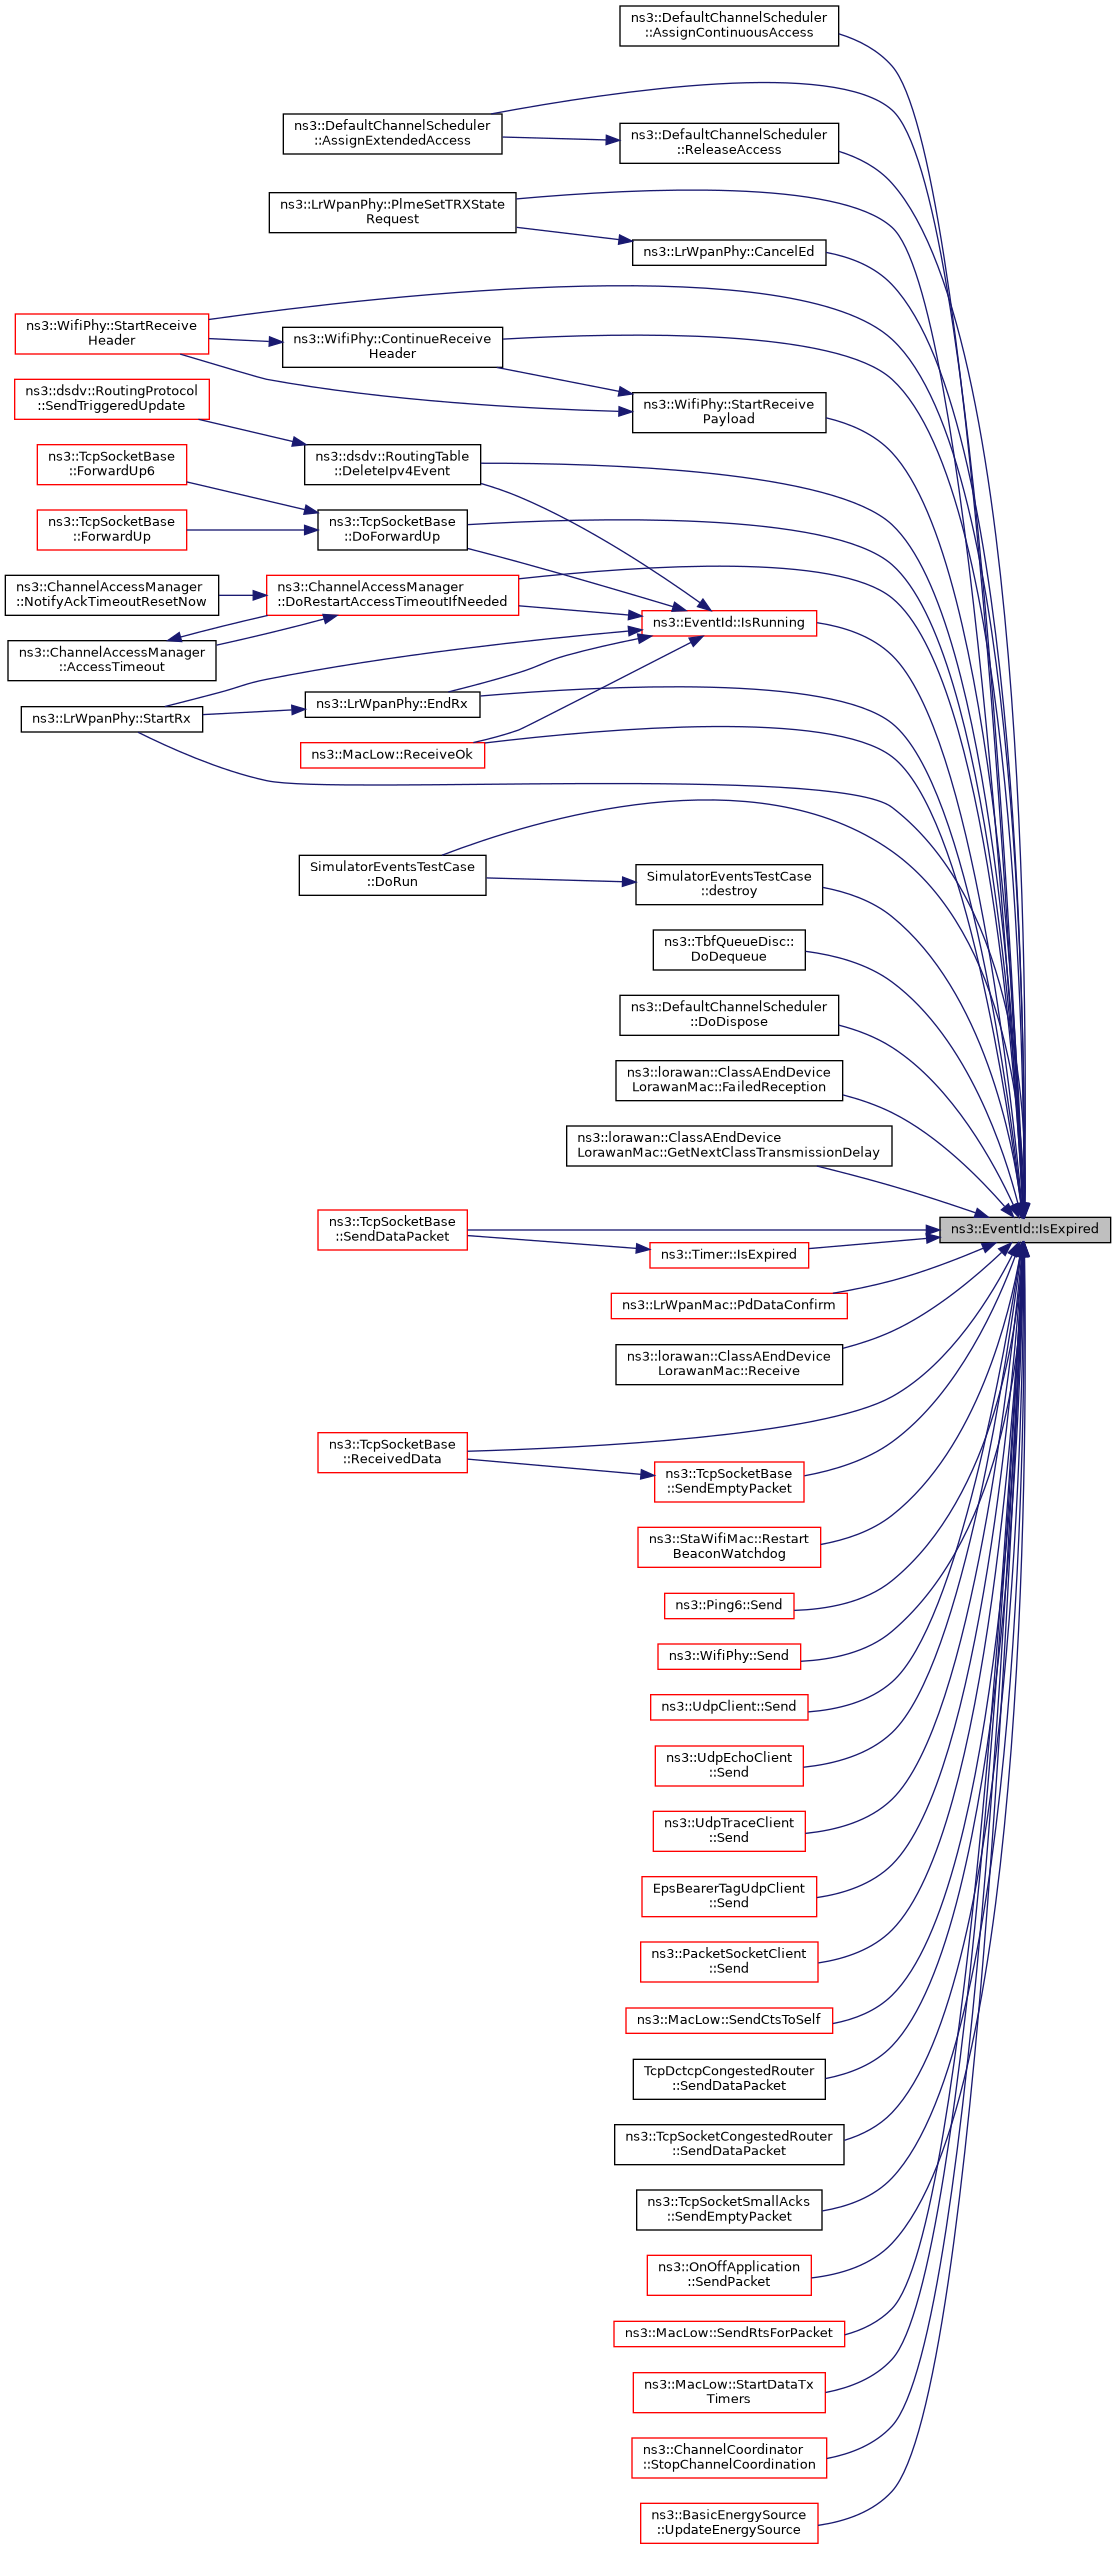 ns3::DefaultChannelScheduler
::AssignContinuousAccess
ns3::DefaultChannelScheduler
::AssignExtendedAccess
ns3::DefaultChannelScheduler
::ReleaseAccess
ns3::LrWpanPhy::PlmeSetTRXState
Request
ns3::LrWpanPhy::CancelEd
ns3::WifiPhy::StartReceive
Header
ns3::WifiPhy::ContinueReceive
Header
ns3::WifiPhy::StartReceive
Payload
ns3::dsdv::RoutingProtocol
::SendTriggeredUpdate
ns3::TcpSocketBase
::ForwardUp6
ns3::dsdv::RoutingTable
::DeleteIpv4Event
ns3::TcpSocketBase
::ForwardUp
ns3::TcpSocketBase
::DoForwardUp
ns3::ChannelAccessManager
::NotifyAckTimeoutResetNow
ns3::ChannelAccessManager
::DoRestartAccessTimeoutIfNeeded
ns3::EventId::IsRunning
ns3::ChannelAccessManager
::AccessTimeout
ns3::LrWpanPhy::StartRx
ns3::LrWpanPhy::EndRx
ns3::MacLow::ReceiveOk
SimulatorEventsTestCase
::DoRun
SimulatorEventsTestCase
::destroy
ns3::TbfQueueDisc::
DoDequeue
ns3::DefaultChannelScheduler
::DoDispose
ns3::lorawan::ClassAEndDevice
LorawanMac::FailedReception
ns3::lorawan::ClassAEndDevice
LorawanMac::GetNextClassTransmissionDelay
ns3::EventId::IsExpired
ns3::TcpSocketBase
::SendDataPacket
ns3::Timer::IsExpired
ns3::LrWpanMac::PdDataConfirm
ns3::lorawan::ClassAEndDevice
LorawanMac::Receive
ns3::TcpSocketBase
::ReceivedData
ns3::TcpSocketBase
::SendEmptyPacket
ns3::StaWifiMac::Restart
BeaconWatchdog
ns3::Ping6::Send
ns3::WifiPhy::Send
ns3::UdpClient::Send
ns3::UdpEchoClient
::Send
ns3::UdpTraceClient
::Send
EpsBearerTagUdpClient
::Send
ns3::PacketSocketClient
::Send
ns3::MacLow::SendCtsToSelf
TcpDctcpCongestedRouter
::SendDataPacket
ns3::TcpSocketCongestedRouter
::SendDataPacket
ns3::TcpSocketSmallAcks
::SendEmptyPacket
ns3::OnOffApplication
::SendPacket
ns3::MacLow::SendRtsForPacket
ns3::MacLow::StartDataTx
Timers
ns3::ChannelCoordinator
::StopChannelCoordination
ns3::BasicEnergySource
::UpdateEnergySource